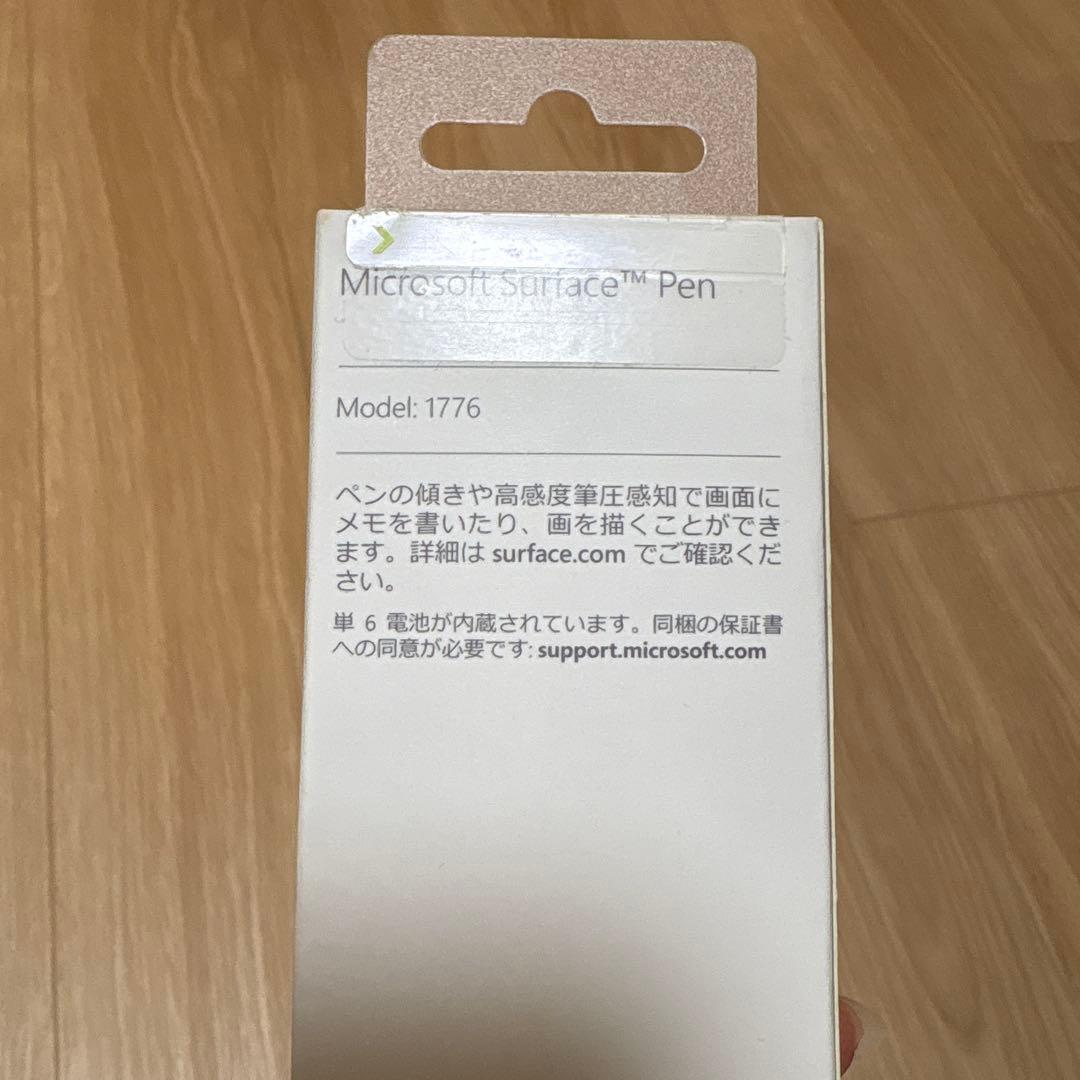 Microsoft Surface™ Pen
Model: 1776
ペンの傾きや高感度筆圧感知で画面に
メモを書いたり、画を描くことができ
ます。詳細は surface.com でご確認くだ
さい。
単 6 電池が内蔵されています。同梱の保証書
への同意が必要です: support.microsoft.com